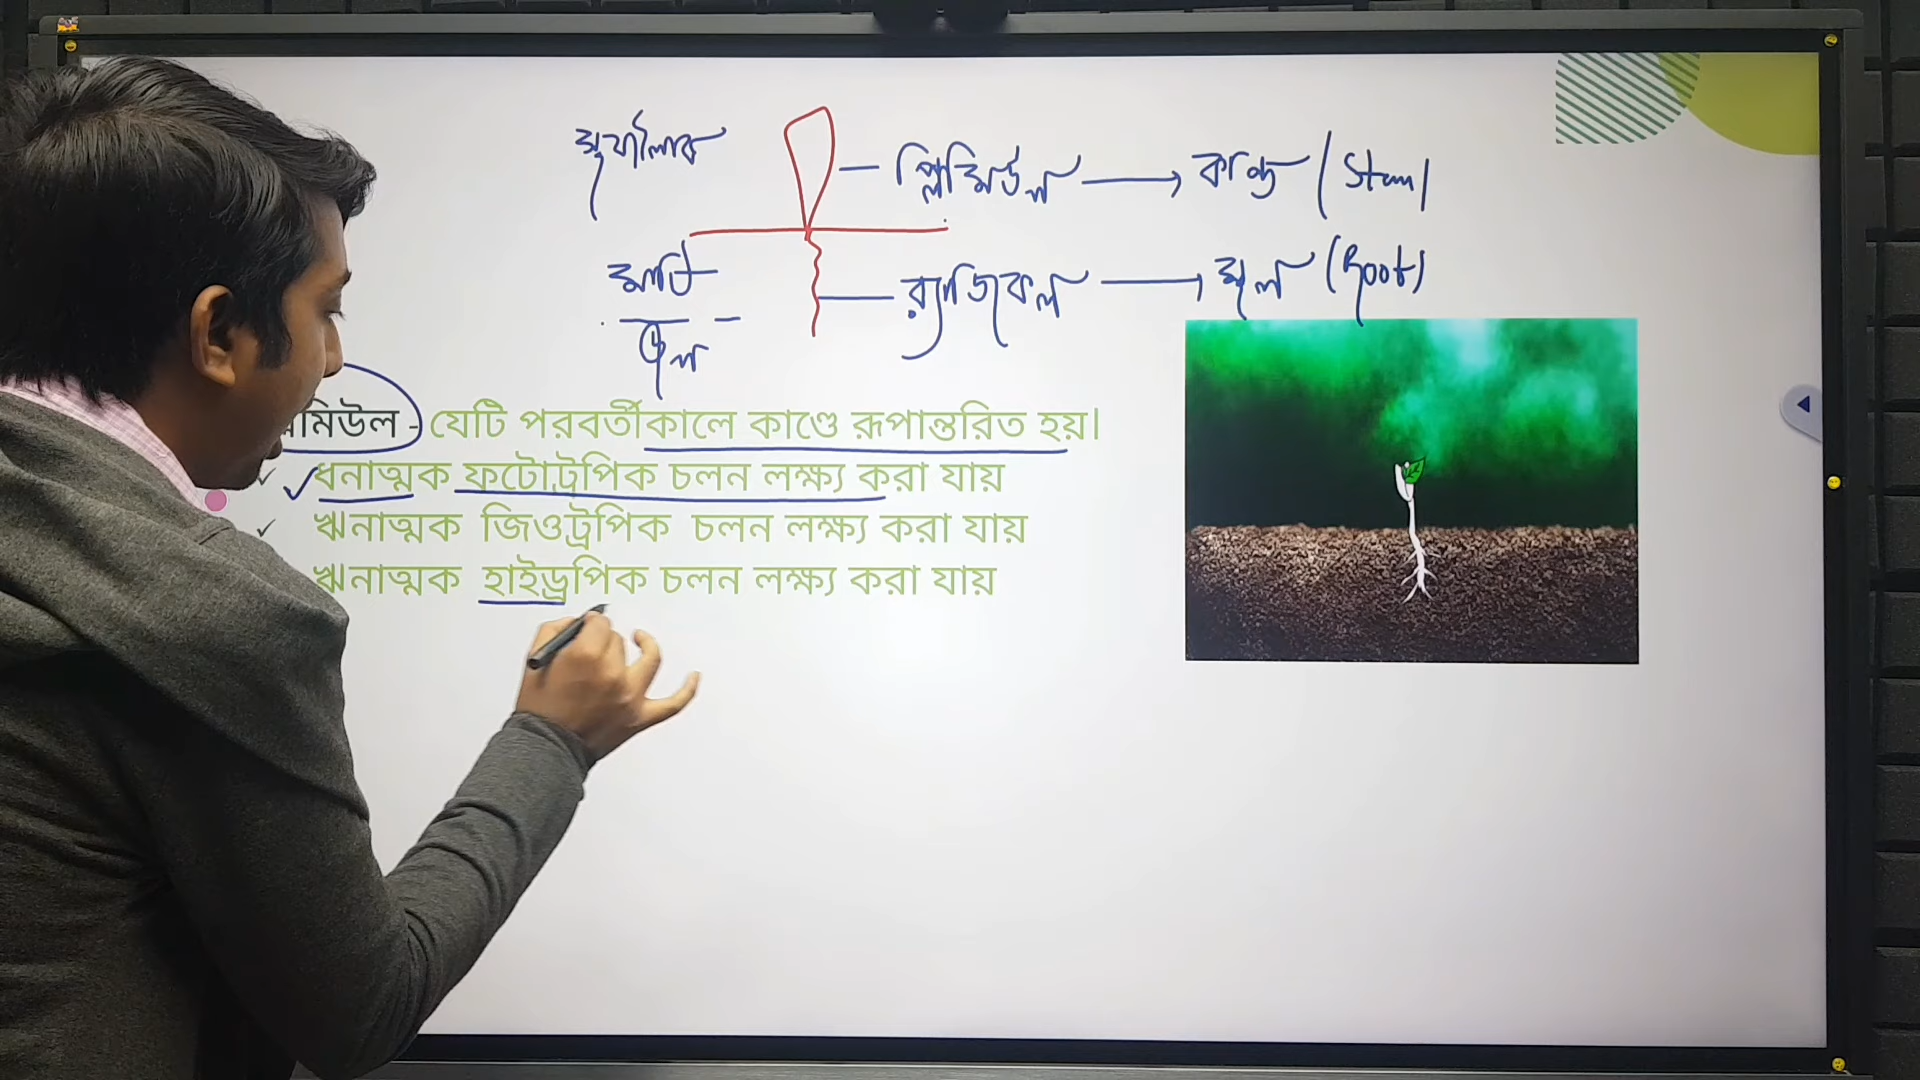 সূর্যালোক
প্লিমিউল → কাণ্ড / Stem /
মাটি
র‍্যাডিকেল → মূল (Root)
জল
মিউল - যেটি পরবর্তীকালে কাণ্ডে রূপান্তরিত হয়।
ধনাত্মক ফটোট্রপিক চলন লক্ষ্য করা যায়
ঋনাত্মক জিওট্রপিক চলন লক্ষ্য করা যায়
ঋনাত্মক হাইড্রপিক চলন লক্ষ্য করা যায়